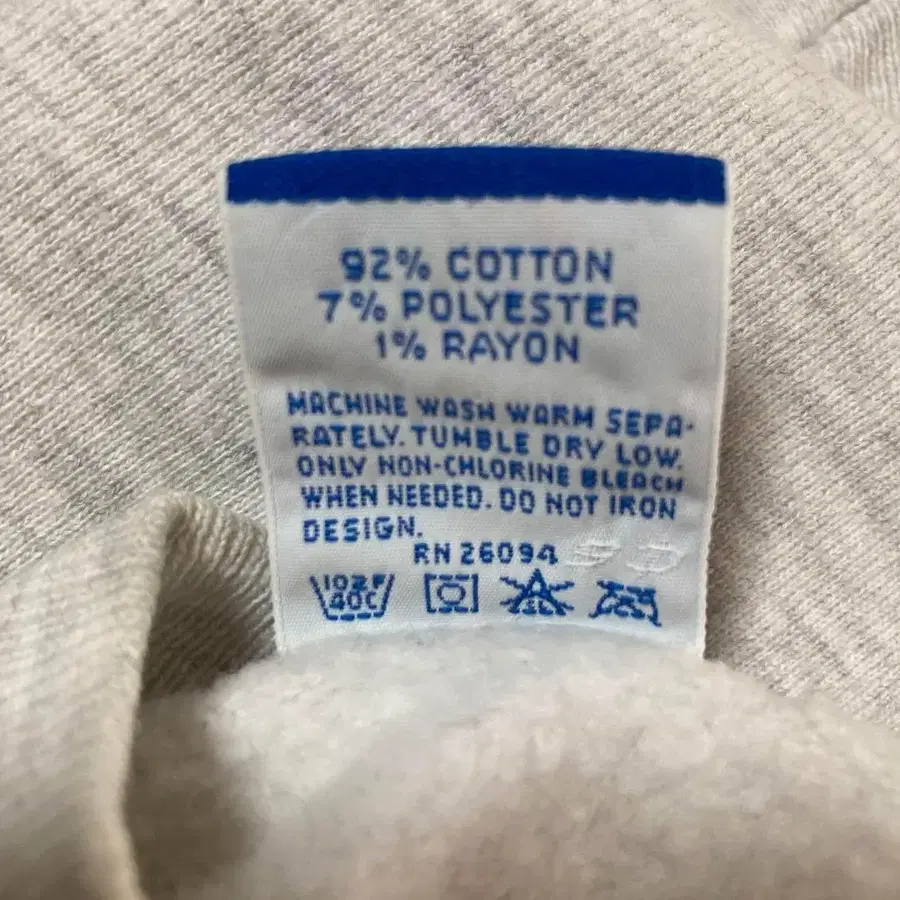 92% COTTON
7% POLYESTER
1% RAYON
MACHINE WASH WARM SEPA-
RATELY. TUMBLE DRY LOW.
ONLY NON-CHLORINE BLEACH
WHEN NEEDED. DO NOT IRON
DESIGN.
RN 26094
102F
40C